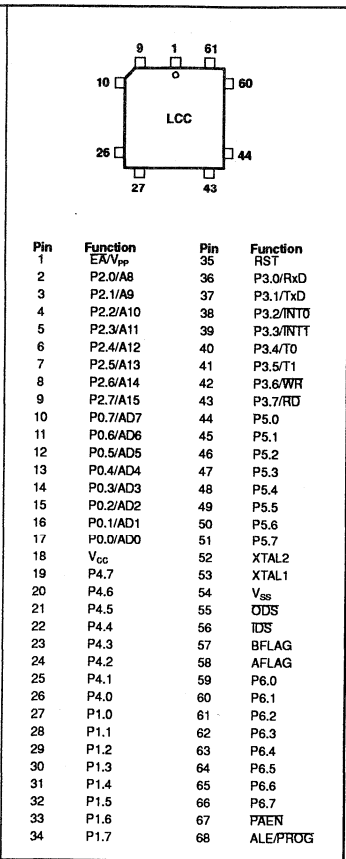 9 1 61
10 60
LCC
26 44
27 43
Pin Function Pin Function
1 E̅A̅/VPP 35 RST
2 P2.0/A8 36 P3.0/RxD
3 P2.1/A9 37 P3.1/TxD
4 P2.2/A10 38 P3.2/I̅N̅T̅0̅
5 P2.3/A11 39 P3.3/I̅N̅T̅1̅
6 P2.4/A12 40 P3.4/T0
7 P2.5/A13 41 P3.5/T1
8 P2.6/A14 42 P3.6/W̅R̅
9 P2.7/A15 43 P3.7/R̅D̅
10 P0.7/AD7 44 P5.0
11 P0.6/AD6 45 P5.1
12 P0.5/AD5 46 P5.2
13 P0.4/AD4 47 P5.3
14 P0.3/AD3 48 P5.4
15 P0.2/AD2 49 P5.5
16 P0.1/AD1 50 P5.6
17 P0.0/AD0 51 P5.7
18 VCC 52 XTAL2
19 P4.7 53 XTAL1
20 P4.6 54 VSS
21 P4.5 55 O̅D̅S̅
22 P4.4 56 I̅D̅S̅
23 P4.3 57 BFLAG
24 P4.2 58 AFLAG
25 P4.1 59 P6.0
26 P4.0 60 P6.1
27 P1.0 61 P6.2
28 P1.1 62 P6.3
29 P1.2 63 P6.4
30 P1.3 64 P6.5
31 P1.4 65 P6.6
32 P1.5 66 P6.7
33 P1.6 67 P̅A̅E̅N̅
34 P1.7 68 ALE/P̅R̅O̅G̅